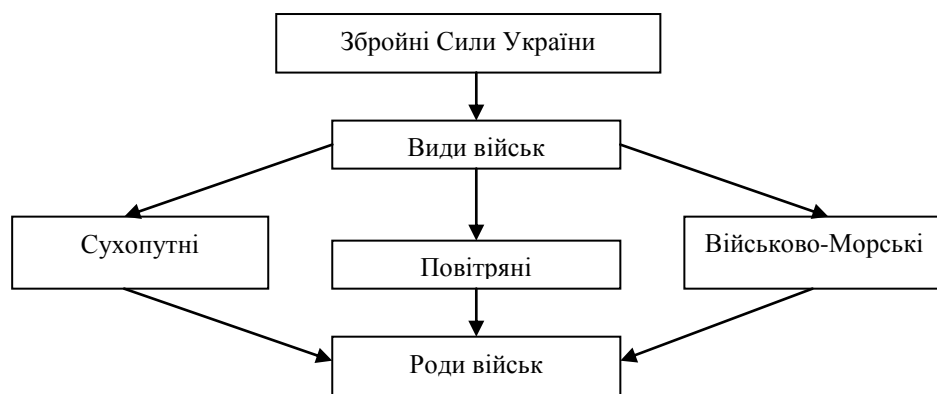 Збройні Сили України
Види військ
Сухопутні
Повітряні
Військово-Морські
Роди військ